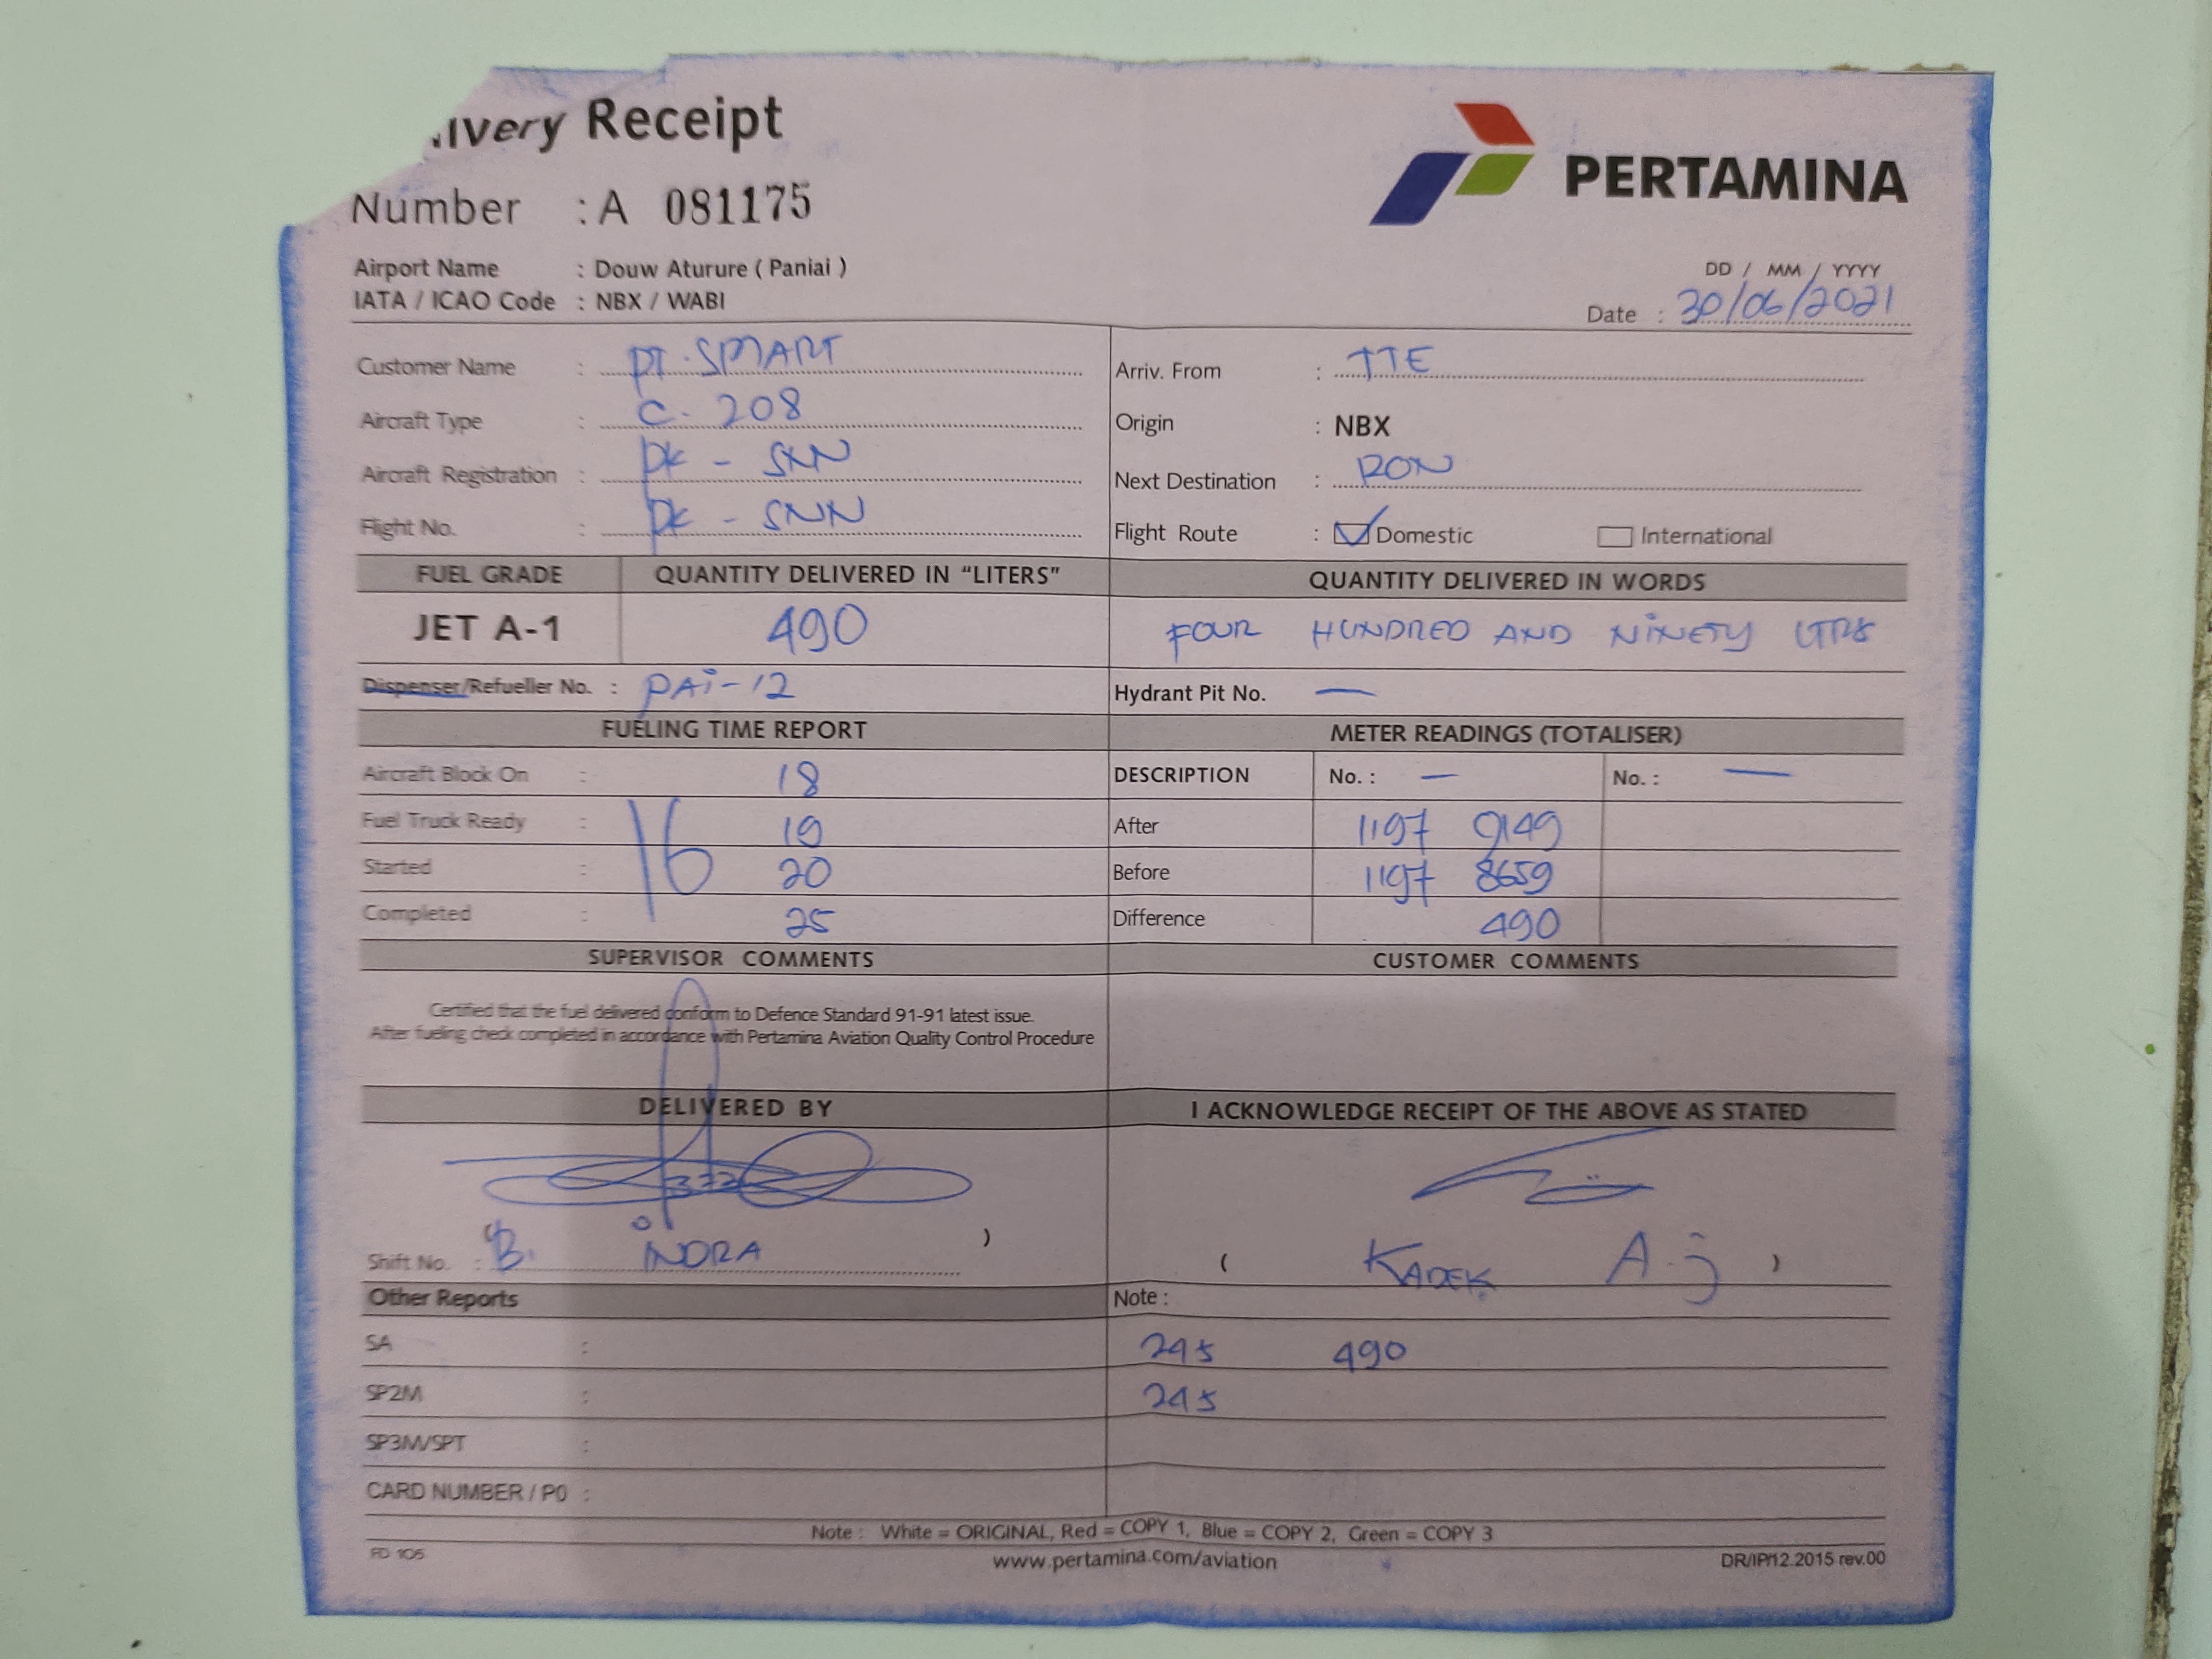 ivery Receipt
PERTAMINA
Number : A 081175
Airport Name : Douw Aturure ( Paniai )
IATA / ICAO Code : NBX / WABI
DD / MM / YYYY
Date : 30/06/2021
Customer Name : PT. SMART
Arriv. From : TTE
Aircraft Type : C. 208
Origin : NBX
Aircraft Registration : PK - SNN
Next Destination : RON
Flight No. : PK - SNN
Flight Route : Domestic International
FUEL GRADE QUANTITY DELIVERED IN “LITERS” QUANTITY DELIVERED IN WORDS
JET A-1 490 FOUR HUNDRED AND NINETY LTRS
Dispenser/Refueller No. : PAi-12 Hydrant Pit No. —
FUELING TIME REPORT METER READINGS (TOTALISER)
Aircraft Block On : 18 DESCRIPTION No. : — No. : —
Fuel Truck Ready : 16 19 After 1197 9149
Started : 20 Before 1197 8659
Completed : 25 Difference 490
SUPERVISOR COMMENTS CUSTOMER COMMENTS
Certified that the fuel delivered conform to Defence Standard 91-91 latest issue.
After fueling check completed in accordance with Pertamina Aviation Quality Control Procedure
DELIVERED BY I ACKNOWLEDGE RECEIPT OF THE ABOVE AS STATED
Shift No. : (B. INDRA ) ( KADEK A.j )
Other Reports Note :
SA : 245 490
SP2M : 245
SP3M/SPT :
CARD NUMBER / PO :
Note : White = ORIGINAL, Red = COPY 1, Blue = COPY 2, Green = COPY 3
FD 105 www.pertamina.com/aviation DR/IP/12.2015 rev.00